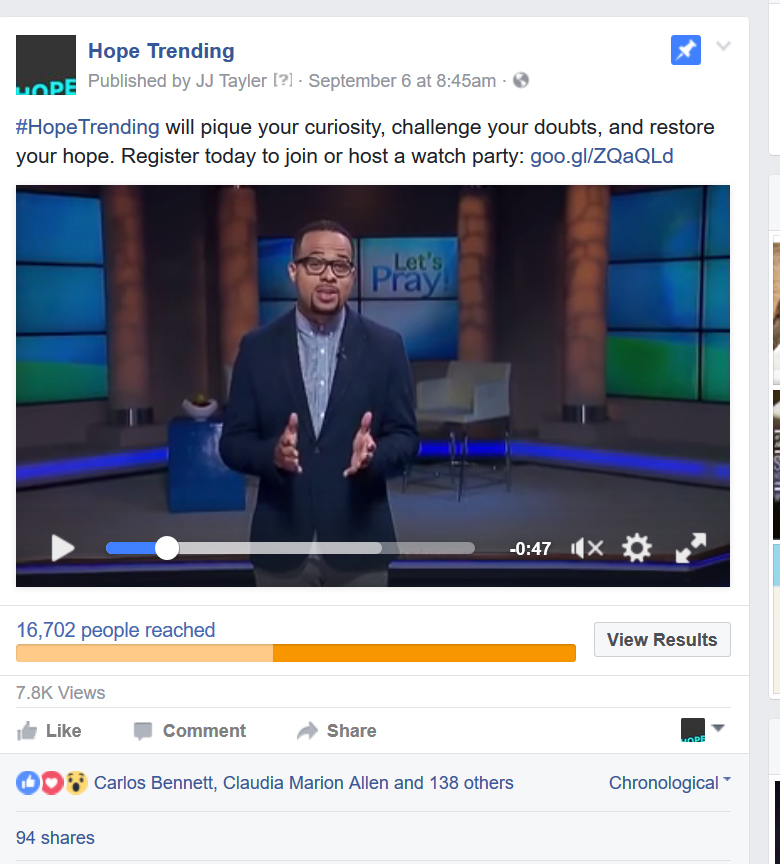 HOPE
Hope Trending
Published by JJ Tayler [?] · September 6 at 8:45am ·
#HopeTrending will pique your curiosity, challenge your doubts, and restore
your hope. Register today to join or host a watch party: goo.gl/ZQaQLd
Let's
Pray!
-0:47
16,702 people reached
View Results
7.8K Views
Like
Comment
Share
HOPE
Carlos Bennett, Claudia Marion Allen and 138 others
Chronological
94 shares